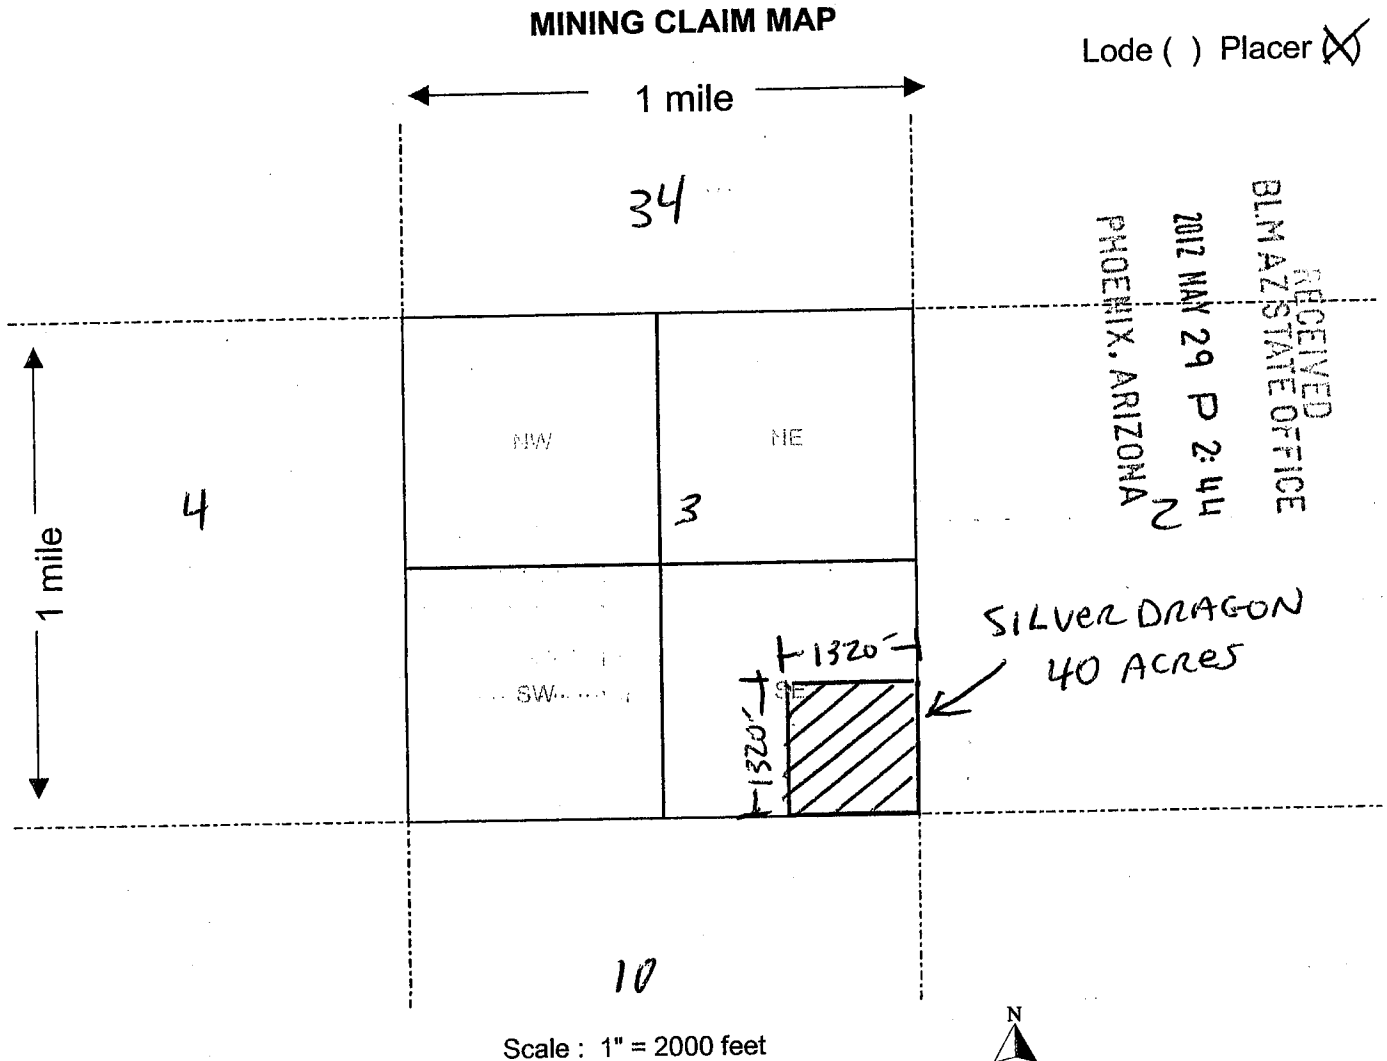 MINING CLAIM MAP
Lode ( ) Placer (X)
1 mile
34
RECEIVED
BLM AZ STATE OFFICE
2012 MAY 29 P 2:44
PHOENIX, ARIZONA
NW
NE
4
3
2
1 mile
SILVER DRAGON
40 ACRES
1320'
SW
SE
1320'
10
N
Scale : 1" = 2000 feet